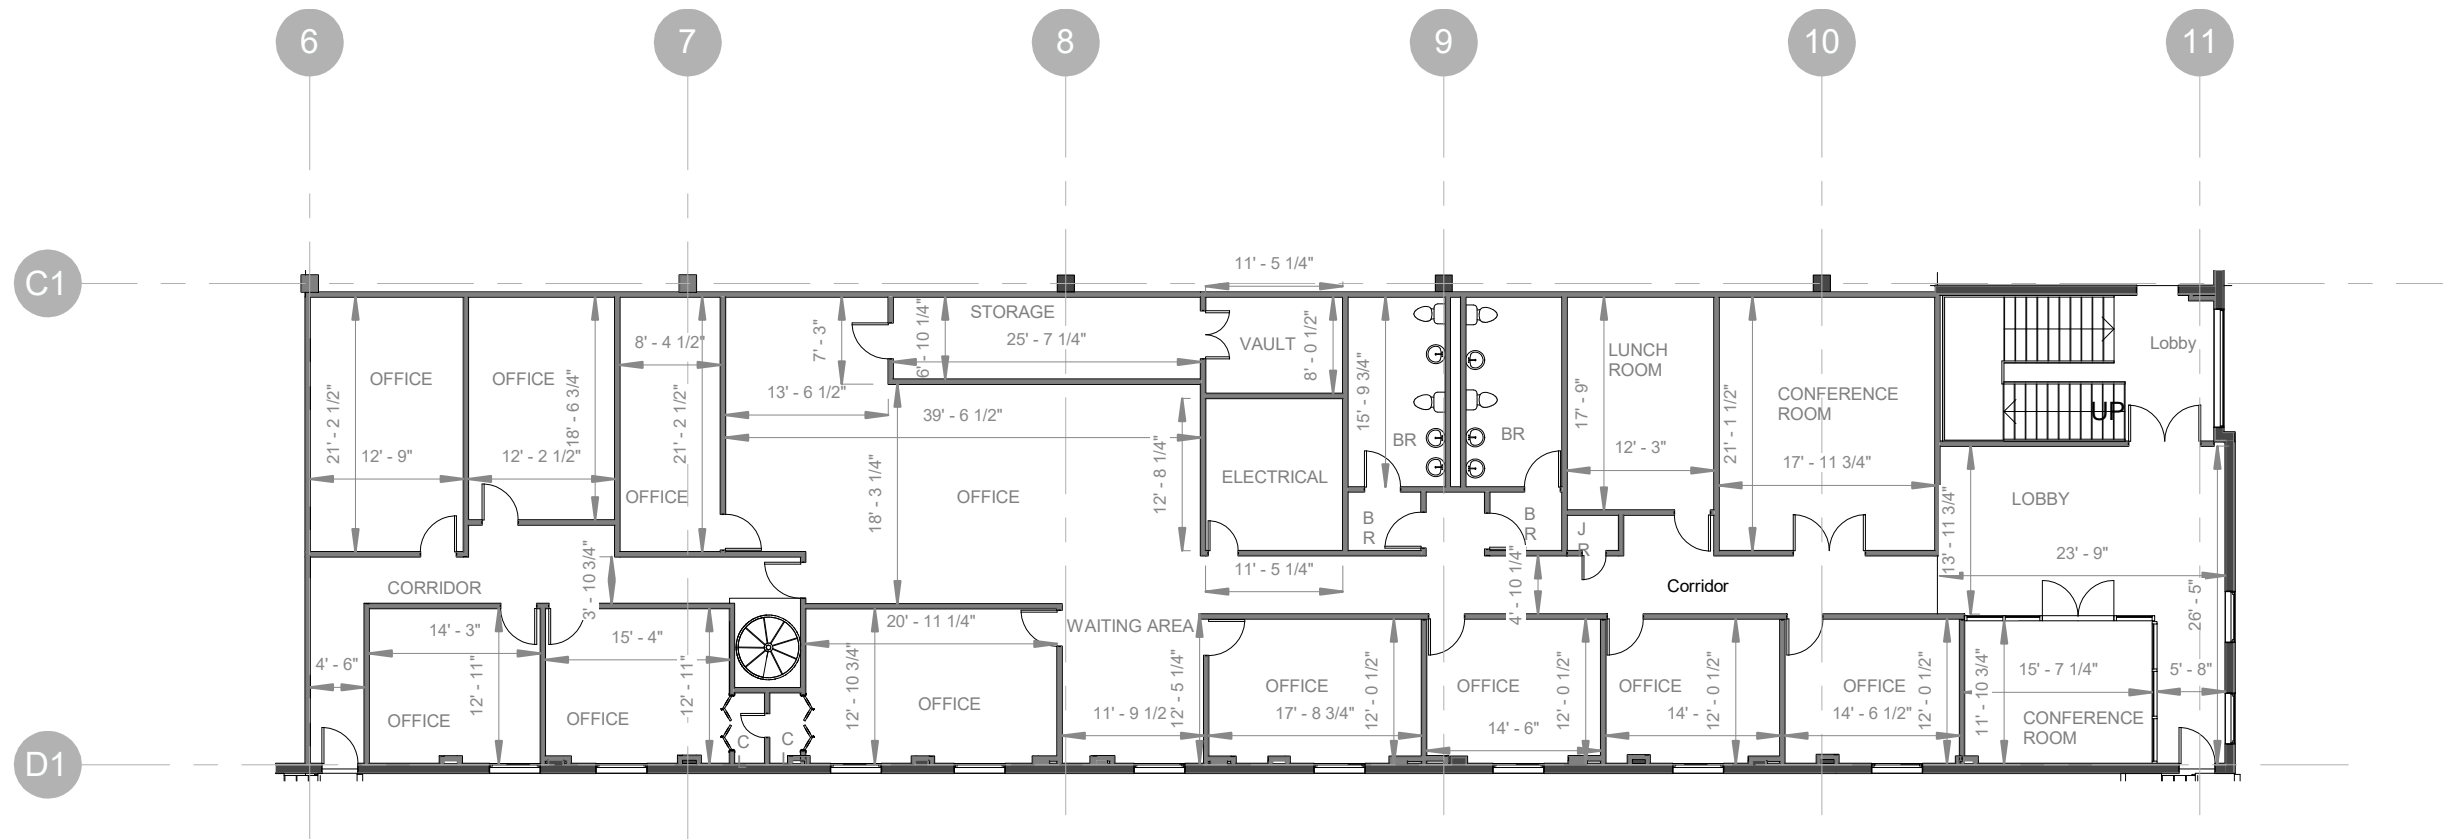 6
7
8
9
10
11
C1
11' - 5 1/4"
STORAGE
25' - 7 1/4"
6' - 10 1/4"
7' - 3"
13' - 6 1/2"
39' - 6 1/2"
8' - 4 1/2"
VAULT
8' - 0 1/2"
15' - 9 3/4"
BR
BR
LUNCH
ROOM
17' - 9"
12' - 3"
CONFERENCE
ROOM
21' - 1 1/2"
17' - 11 3/4"
Lobby
UP
OFFICE
21' - 2 1/2"
12' - 9"
OFFICE
18' - 6 3/4"
12' - 2 1/2"
21' - 2 1/2"
OFFICE
18' - 3 1/4"
OFFICE
12' - 8 1/4"
ELECTRICAL
B
R
B
R
J
R
LOBBY
13' - 11 3/4"
23' - 9"
CORRIDOR
3' - 10 3/4"
11' - 5 1/4"
4' - 10 1/4"
Corridor
26' - 5"
14' - 3"
15' - 4"
20' - 11 1/4"
WAITING AREA
4' - 6"
12' - 11"
OFFICE
12' - 11"
OFFICE
C
L
C
L
12' - 10 3/4"
OFFICE
11' - 9 1/2
12' - 5 1/4"
OFFICE
17' - 8 3/4"
12' - 0 1/2"
OFFICE
14' - 6"
12' - 0 1/2"
OFFICE
14' -
12' - 0 1/2"
OFFICE
14' - 6 1/2"
12' - 0 1/2"
11' - 10 3/4"
15' - 7 1/4"
5' - 8"
CONFERENCE
ROOM
D1